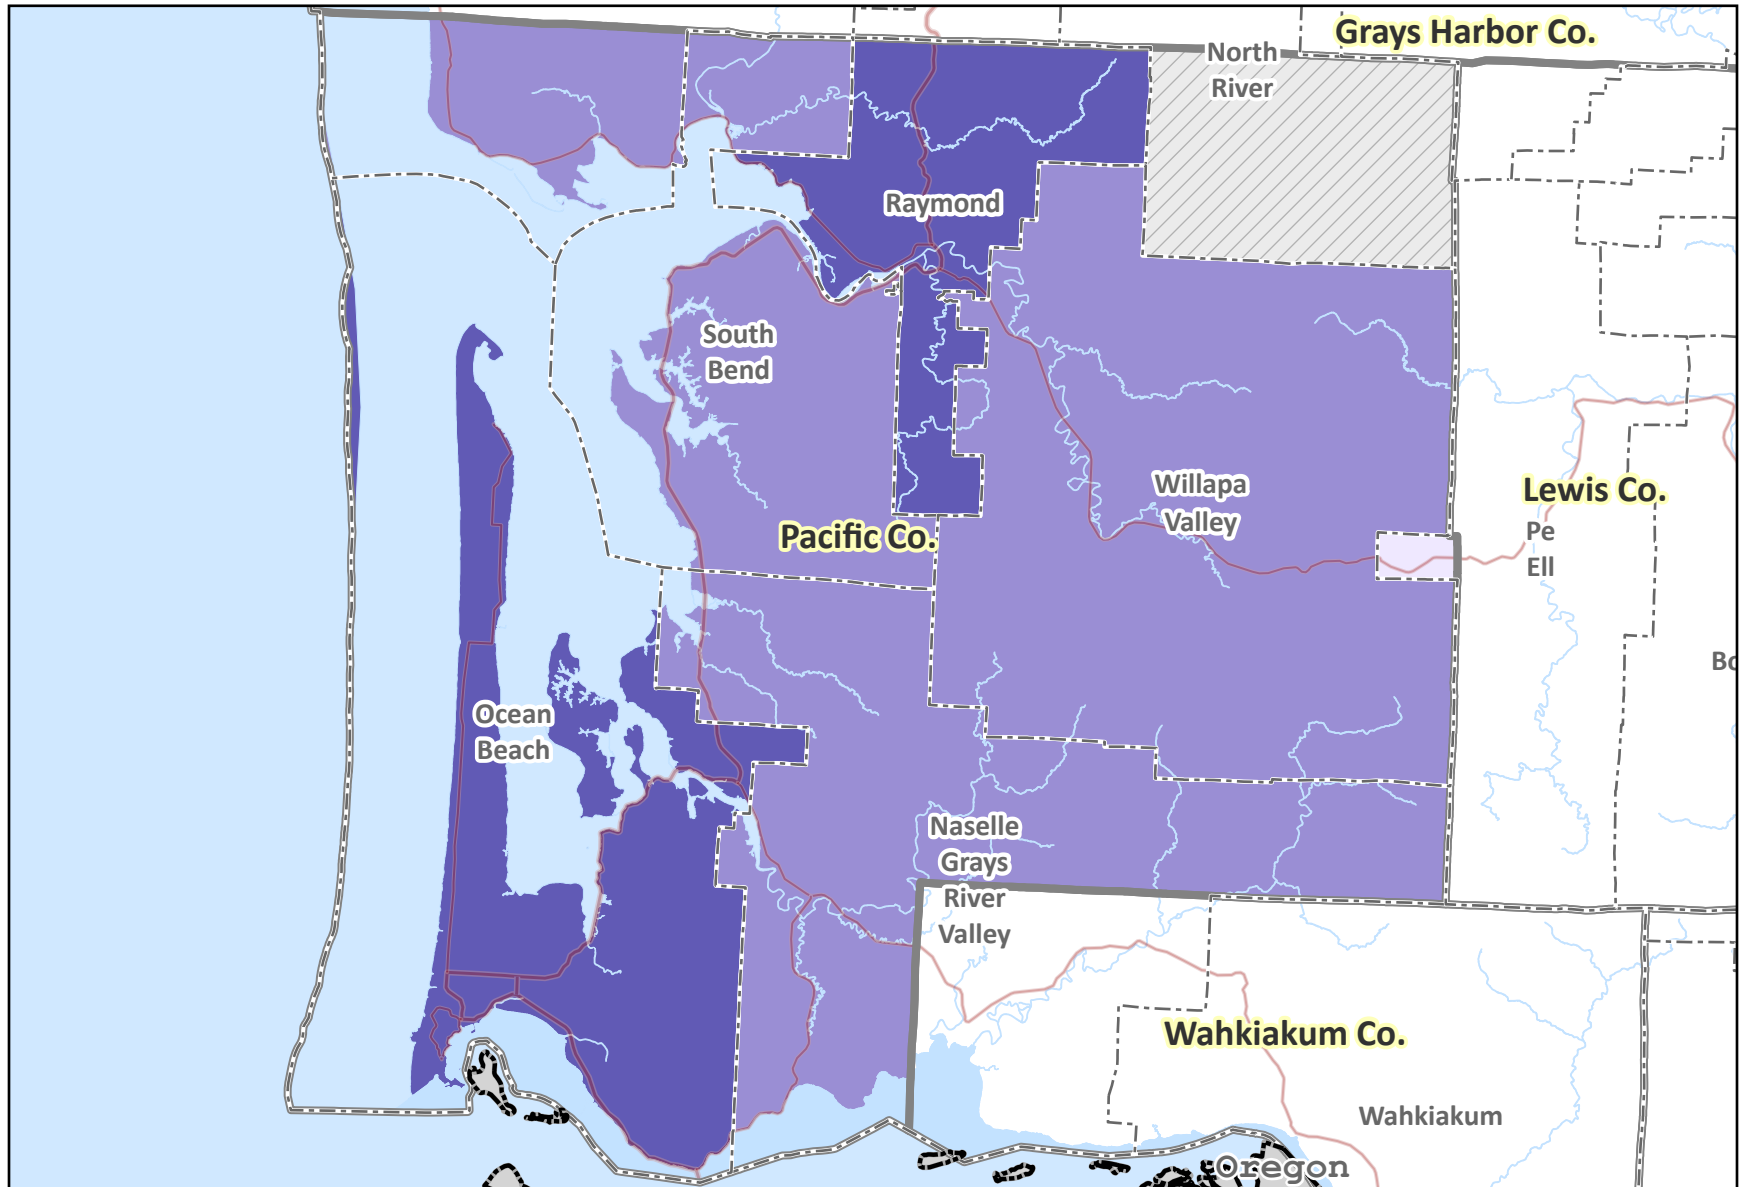 Grays Harbor Co.
North
River
Raymond
South
Bend
Willapa
Valley
Lewis Co.
Pe
Ell
Pacific Co.
Bo
Ocean
Beach
Naselle
Grays
River
Valley
Wahkiakum Co.
Wahkiakum
Oregon